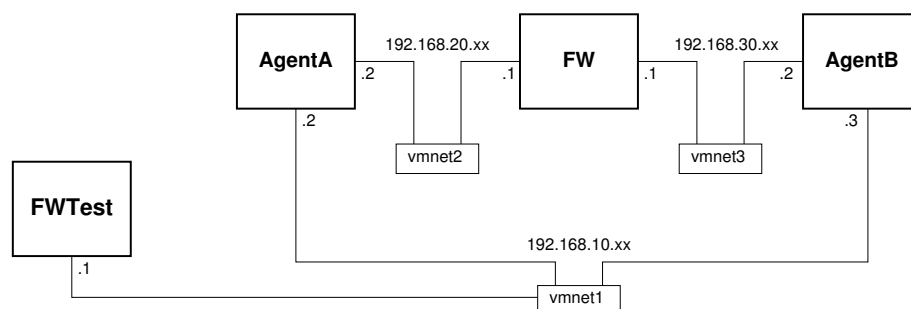 192.168.20.xx
192.168.30.xx
AgentA
FW
AgentB
.2
.1
.1
.2
.2
.3
vmnet2
vmnet3
FWTest
192.168.10.xx
.1
vmnet1